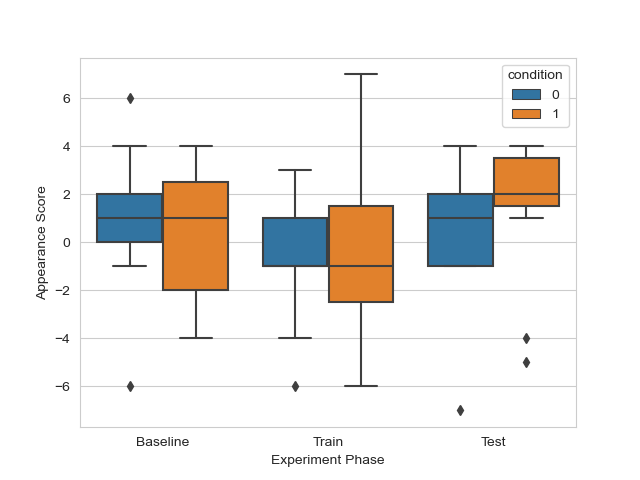 condition
0
1
6
4
2
0
−2
−4
−6
Appearance Score
Baseline
Train
Test
Experiment Phase